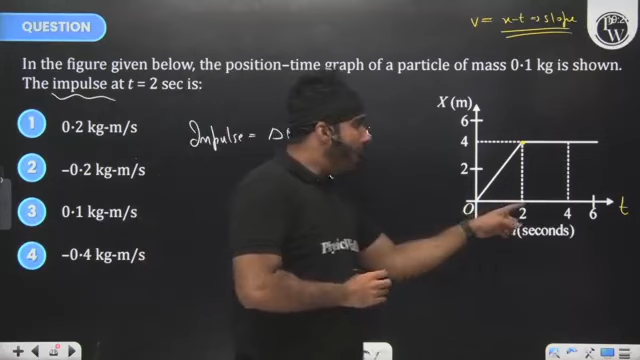 QUESTION
v = x-t → slope
In the figure given below, the position-time graph of a particle of mass 0·1 kg is shown.
The impulse at t = 2 sec is:
1 0·2 kg-m/s
2 –0·2 kg-m/s
3 0·1 kg-m/s
4 –0·4 kg-m/s
Impulse = Δ
X (m)
6
4
2
O 2 4 6 t
(seconds)